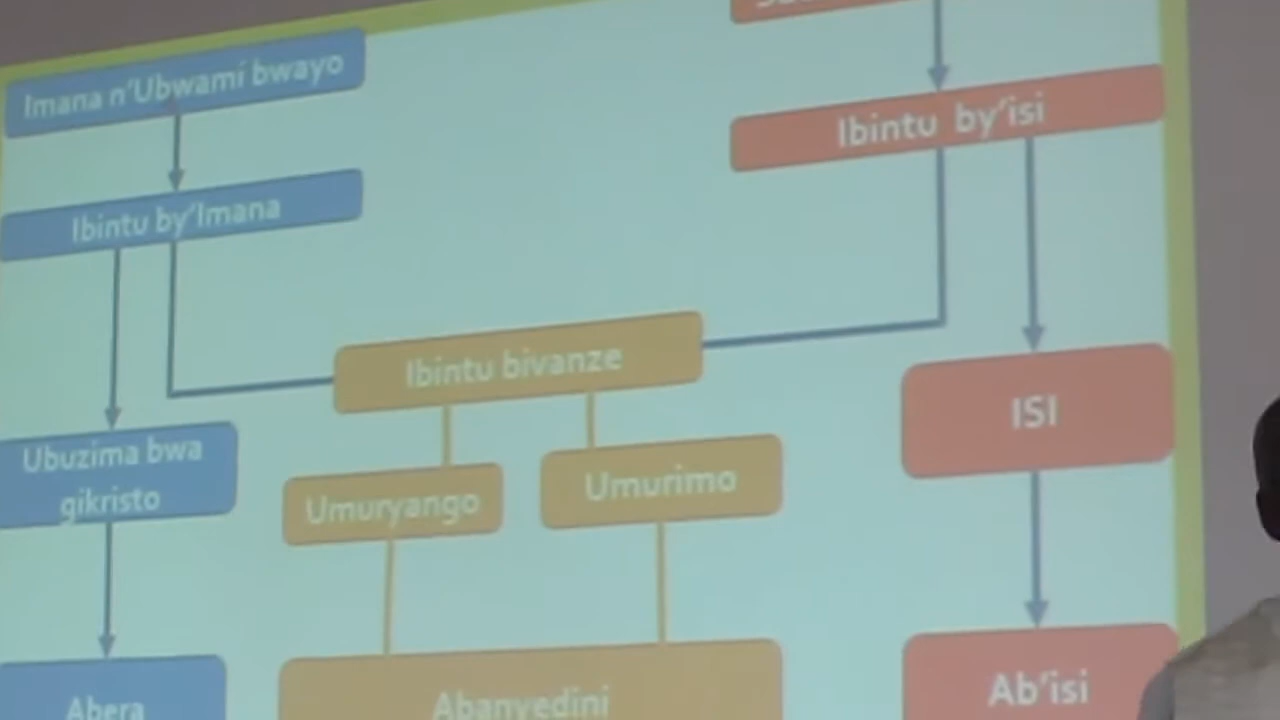 Imana n'Ubwami bwayo
Ibintu by'isi
Ibintu by'Imana
Ibintu bivanze
ISI
Ubuzima bwa
gikristo
Umuryango
Umurimo
Abera
Abanyedini
Ab'isi